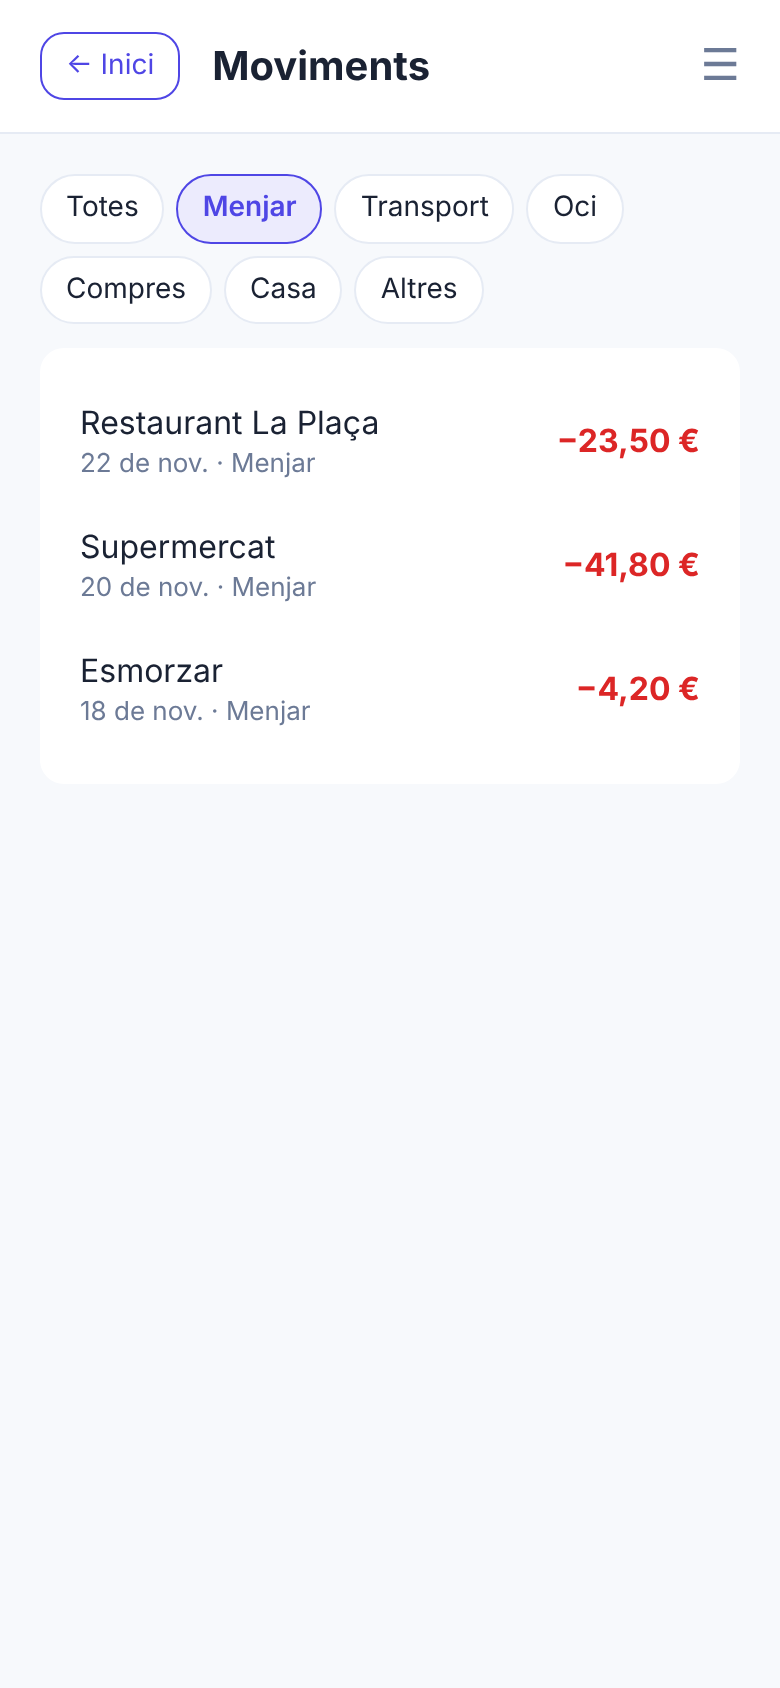 ← Inici Moviments ☰
Totes Menjar Transport Oci
Compres Casa Altres
Restaurant La Plaça
−23,50 €
22 de nov. · Menjar
Supermercat
−41,80 €
20 de nov. · Menjar
Esmorzar
−4,20 €
18 de nov. · Menjar